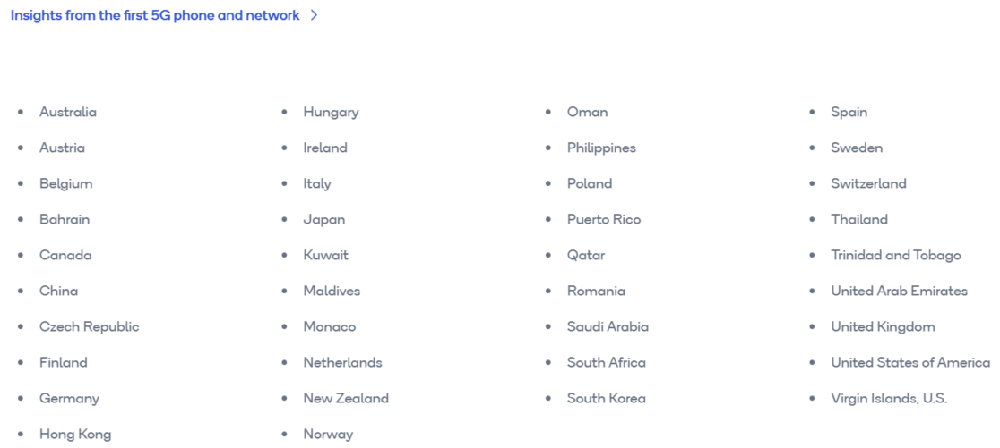 Insights from the first 5G phone and network
Australia
Austria
Belgium
Bahrain
Canada
China
Czech Republic
Finland
Germany
Hong Kong
Hungary
Ireland
Italy
Japan
Kuwait
Maldives
Monaco
Netherlands
New Zealand
Norway
Oman
Philippines
Poland
Puerto Rico
Qatar
Romania
Saudi Arabia
South Africa
South Korea
Spain
Sweden
Switzerland
Thailand
Trinidad and Tobago
United Arab Emirates
United Kingdom
United States of America
Virgin Islands, U.S.